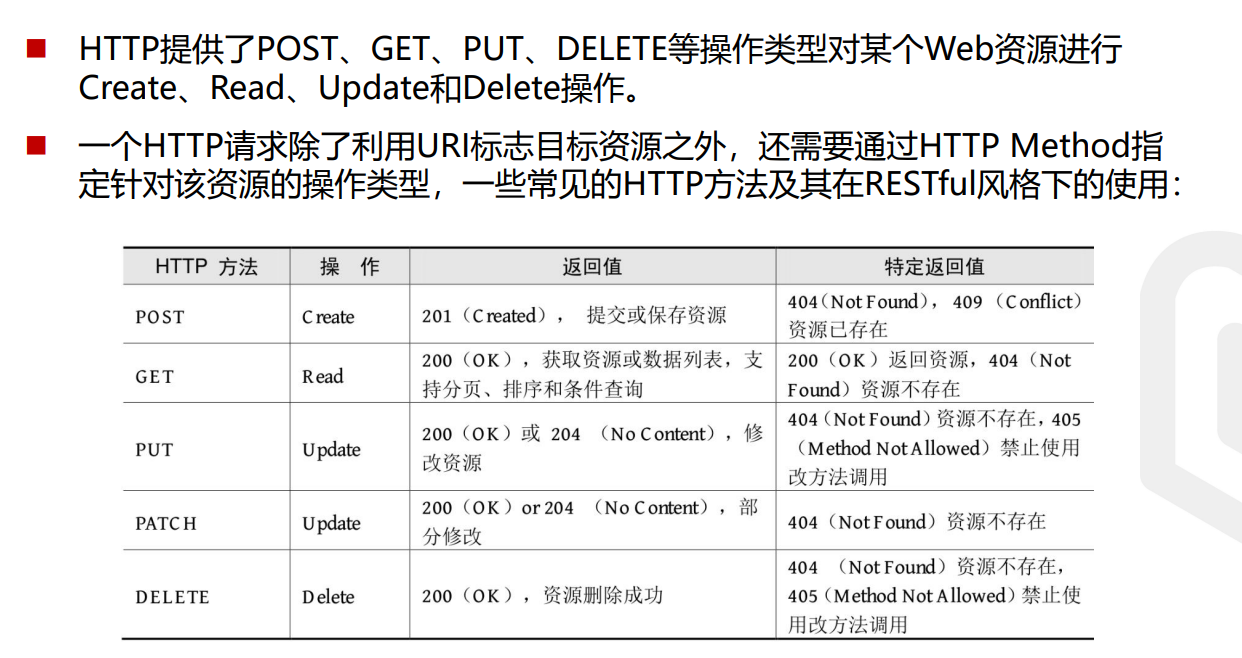 HTTP提供了POST、GET、PUT、DELETE等操作类型对某个Web资源进行
Create、Read、Update和Delete操作。
一个HTTP请求除了利用URI标志目标资源之外，还需要通过HTTP Method指
定针对该资源的操作类型，一些常见的HTTP方法及其在RESTful风格下的使用：
HTTP 方法 操 作 返回值 特定返回值
POST Create 201（Created）， 提交或保存资源 404（Not Found），409（Conflict）
资源已存在
GET Read 200（OK），获取资源或数据列表，支
持分页、排序和条件查询 200（OK）返回资源，404（Not
Found）资源不存在
PUT Update 200（OK）或 204 （No Content），修
改资源 404（Not Found）资源不存在，405
（Method Not Allowed）禁止使用
改方法调用
PATCH Update 200（OK）or 204 （No Content），部
分修改 404（Not Found）资源不存在
DELETE Delete 200（OK），资源删除成功 404 （Not Found）资源不存在，
405（Method Not Allowed）禁止使
用改方法调用